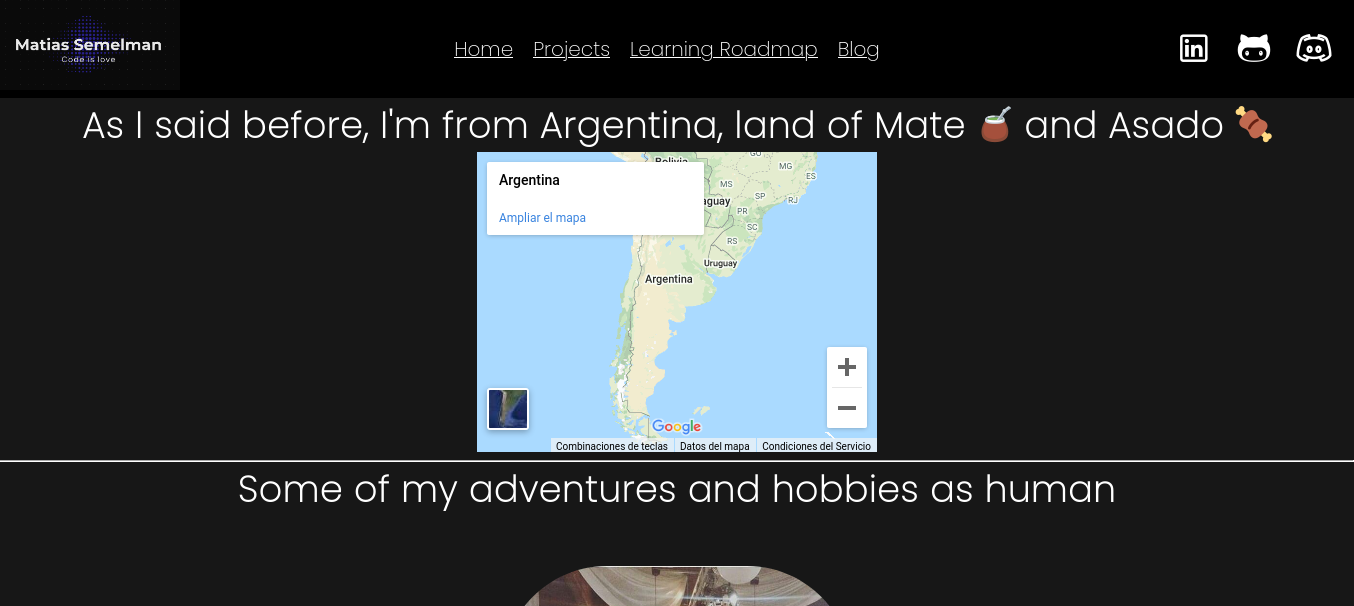 Matias Semelman
Code is love
Home Projects Learning Roadmap Blog
in
As I said before, I'm from Argentina, land of Mate 🧉 and Asado 🍖
Bolivia
GO
MG
Argentina
MS
ES
aguay
SP
RJ
PR
Ampliar el mapa
SC
RS
Uruguay
Argentina
Google
Combinaciones de teclas Datos del mapa Condiciones del Servicio
Some of my adventures and hobbies as human